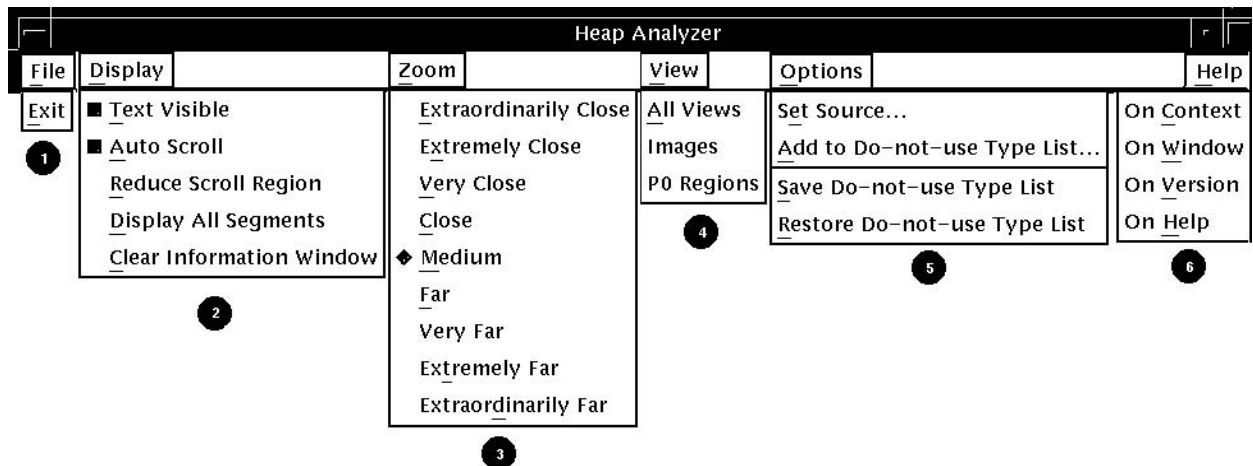 Heap Analyzer
File Display Zoom View Options Help
Exit
1
Text Visible
Auto Scroll
Reduce Scroll Region
Display All Segments
Clear Information Window
2
Extraordinarily Close
Extremely Close
Very Close
Close
Medium
Far
Very Far
Extremely Far
Extraordinarily Far
3
All Views
Images
P0 Regions
4
Set Source...
Add to Do-not-use Type List...
Save Do-not-use Type List
Restore Do-not-use Type List
5
On Context
On Window
On Version
On Help
6